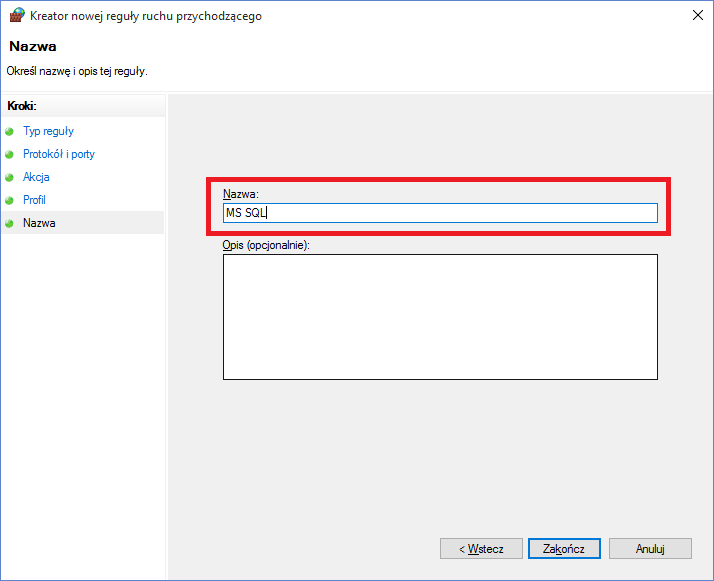 Kreator nowej reguły ruchu przychodzącego
Nazwa
Określ nazwę i opis tej reguły.
Kroki:
Typ reguły
Protokół i porty
Akcja
Profil
Nazwa
Nazwa:
MS SQL
Opis (opcjonalnie):
< Wstecz
Zakończ
Anuluj